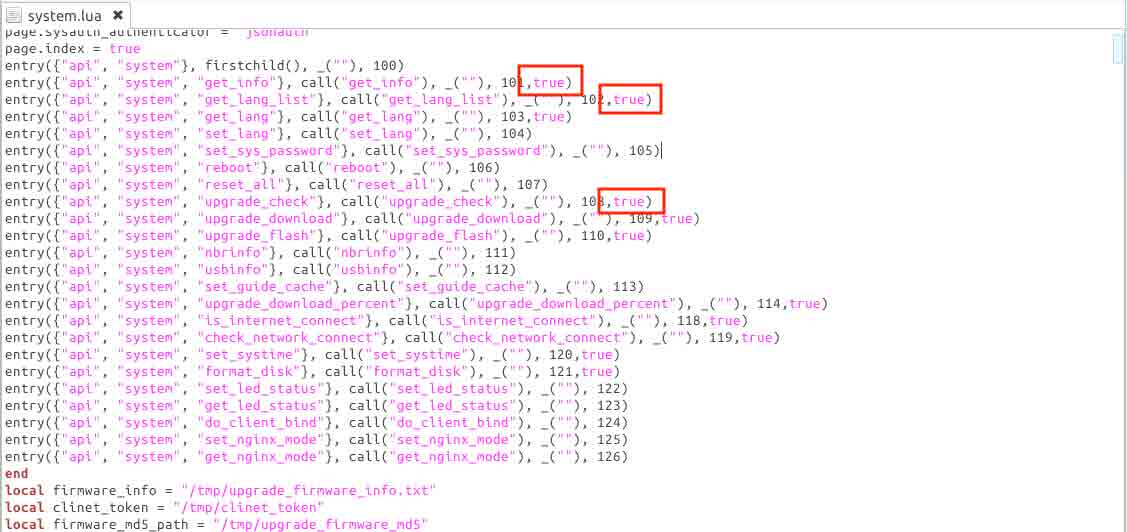 system.lua ✖
page.sysauth_authenticator = "jsonauth"
page.index = true
entry({"api", "system"}, firstchild(), _(""), 100)
entry({"api", "system", "get_info"}, call("get_info"), _(""), 101,true)
entry({"api", "system", "get_lang_list"}, call("get_lang_list"), _(""), 102,true)
entry({"api", "system", "get_lang"}, call("get_lang"), _(""), 103,true)
entry({"api", "system", "set_lang"}, call("set_lang"), _(""), 104)
entry({"api", "system", "set_sys_password"}, call("set_sys_password"), _(""), 105)
entry({"api", "system", "reboot"}, call("reboot"), _(""), 106)
entry({"api", "system", "reset_all"}, call("reset_all"), _(""), 107)
entry({"api", "system", "upgrade_check"}, call("upgrade_check"), _(""), 108,true)
entry({"api", "system", "upgrade_download"}, call("upgrade_download"), _(""), 109,true)
entry({"api", "system", "upgrade_flash"}, call("upgrade_flash"), _(""), 110,true)
entry({"api", "system", "nbrinfo"}, call("nbrinfo"), _(""), 111)
entry({"api", "system", "usbinfo"}, call("usbinfo"), _(""), 112)
entry({"api", "system", "set_guide_cache"}, call("set_guide_cache"), _(""), 113)
entry({"api", "system", "upgrade_download_percent"}, call("upgrade_download_percent"), _(""), 114,true)
entry({"api", "system", "is_internet_connect"}, call("is_internet_connect"), _(""), 118,true)
entry({"api", "system", "check_network_connect"}, call("check_network_connect"), _(""), 119,true)
entry({"api", "system", "set_systime"}, call("set_systime"), _(""), 120,true)
entry({"api", "system", "format_disk"}, call("format_disk"), _(""), 121,true)
entry({"api", "system", "set_led_status"}, call("set_led_status"), _(""), 122)
entry({"api", "system", "get_led_status"}, call("get_led_status"), _(""), 123)
entry({"api", "system", "do_client_bind"}, call("do_client_bind"), _(""), 124)
entry({"api", "system", "set_nginx_mode"}, call("set_nginx_mode"), _(""), 125)
entry({"api", "system", "get_nginx_mode"}, call("get_nginx_mode"), _(""), 126)
end
local firmware_info = "/tmp/upgrade_firmware_info.txt"
local clinet_token = "/tmp/clinet_token"
local firmware_md5_path = "/tmp/upgrade_firmware_md5"